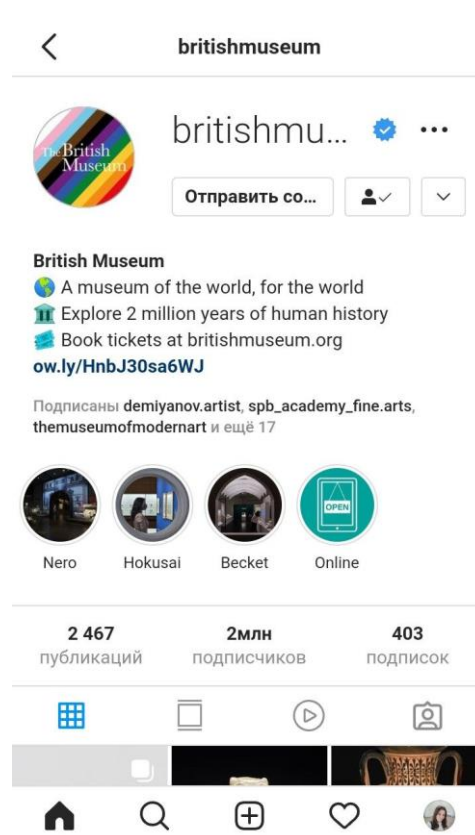 britishmuseum
The British
Museum
britishmu...
Отправить со...
British Museum
🌎 A museum of the world, for the world
🏛 Explore 2 million years of human history
🎟 Book tickets at britishmuseum.org
ow.ly/HnbJ30sa6WJ
Подписаны demiyanov.artist, spb_academy_fine.arts,
themuseumofmodernart и ещё 17
OPEN
Nero Hokusai Becket Online
2 467 2млн 403
публикаций подписчиков подписок